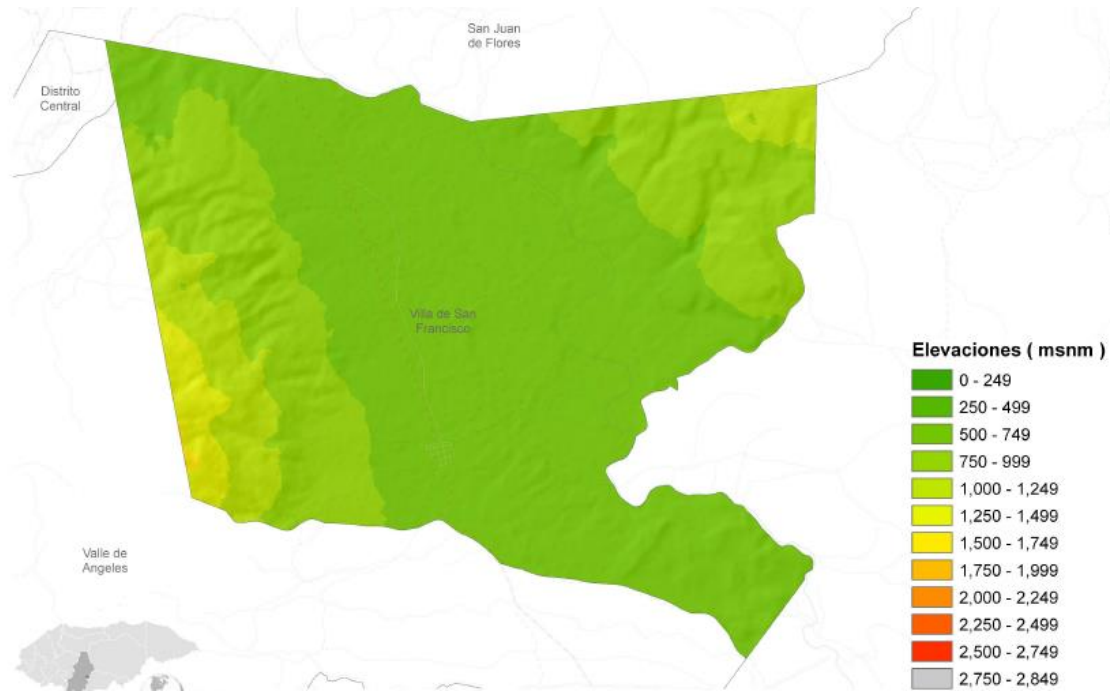 San Juan
de Flores
Distrito
Central
Villa de San
Francisco
Valle de
Angeles
Elevaciones ( msnm )
0 - 249
250 - 499
500 - 749
750 - 999
1,000 - 1,249
1,250 - 1,499
1,500 - 1,749
1,750 - 1,999
2,000 - 2,249
2,250 - 2,499
2,500 - 2,749
2,750 - 2,849